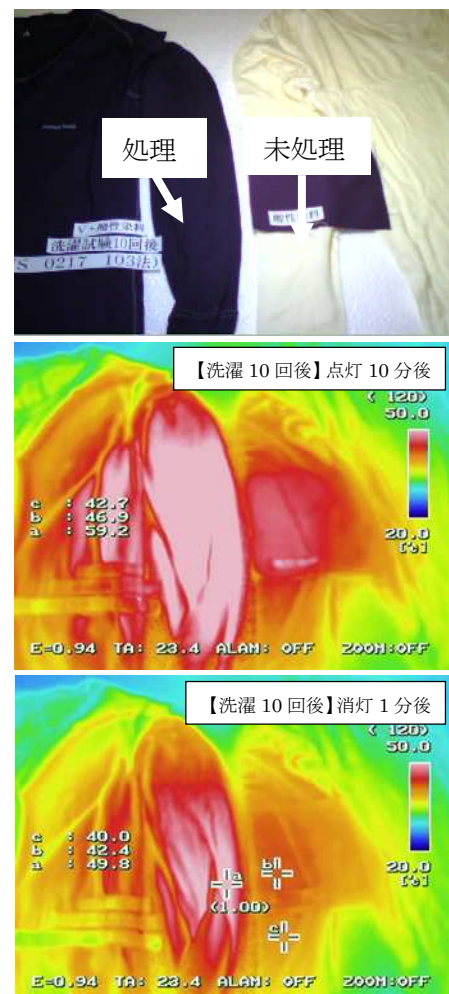 処理
未処理
V+酸性染料
酸性染料
洗濯試験10回後
S 0217 103法)
【洗濯 10 回後】点灯 10 分後
( 120)
50.0
c : 42.7
b : 46.9
a : 59.2
20.0
[℃]
E=0.94 TA: 23.4 ALAM: OFF ZOOM:OFF
【洗濯 10 回後】消灯 1 分後
( 120)
50.0
c : 40.0
b : 42.4
a : 49.8
20.0
[℃]
a
b
(1.00)
c
E=0.94 TA: 23.4 ALAM: OFF ZOOM:OFF